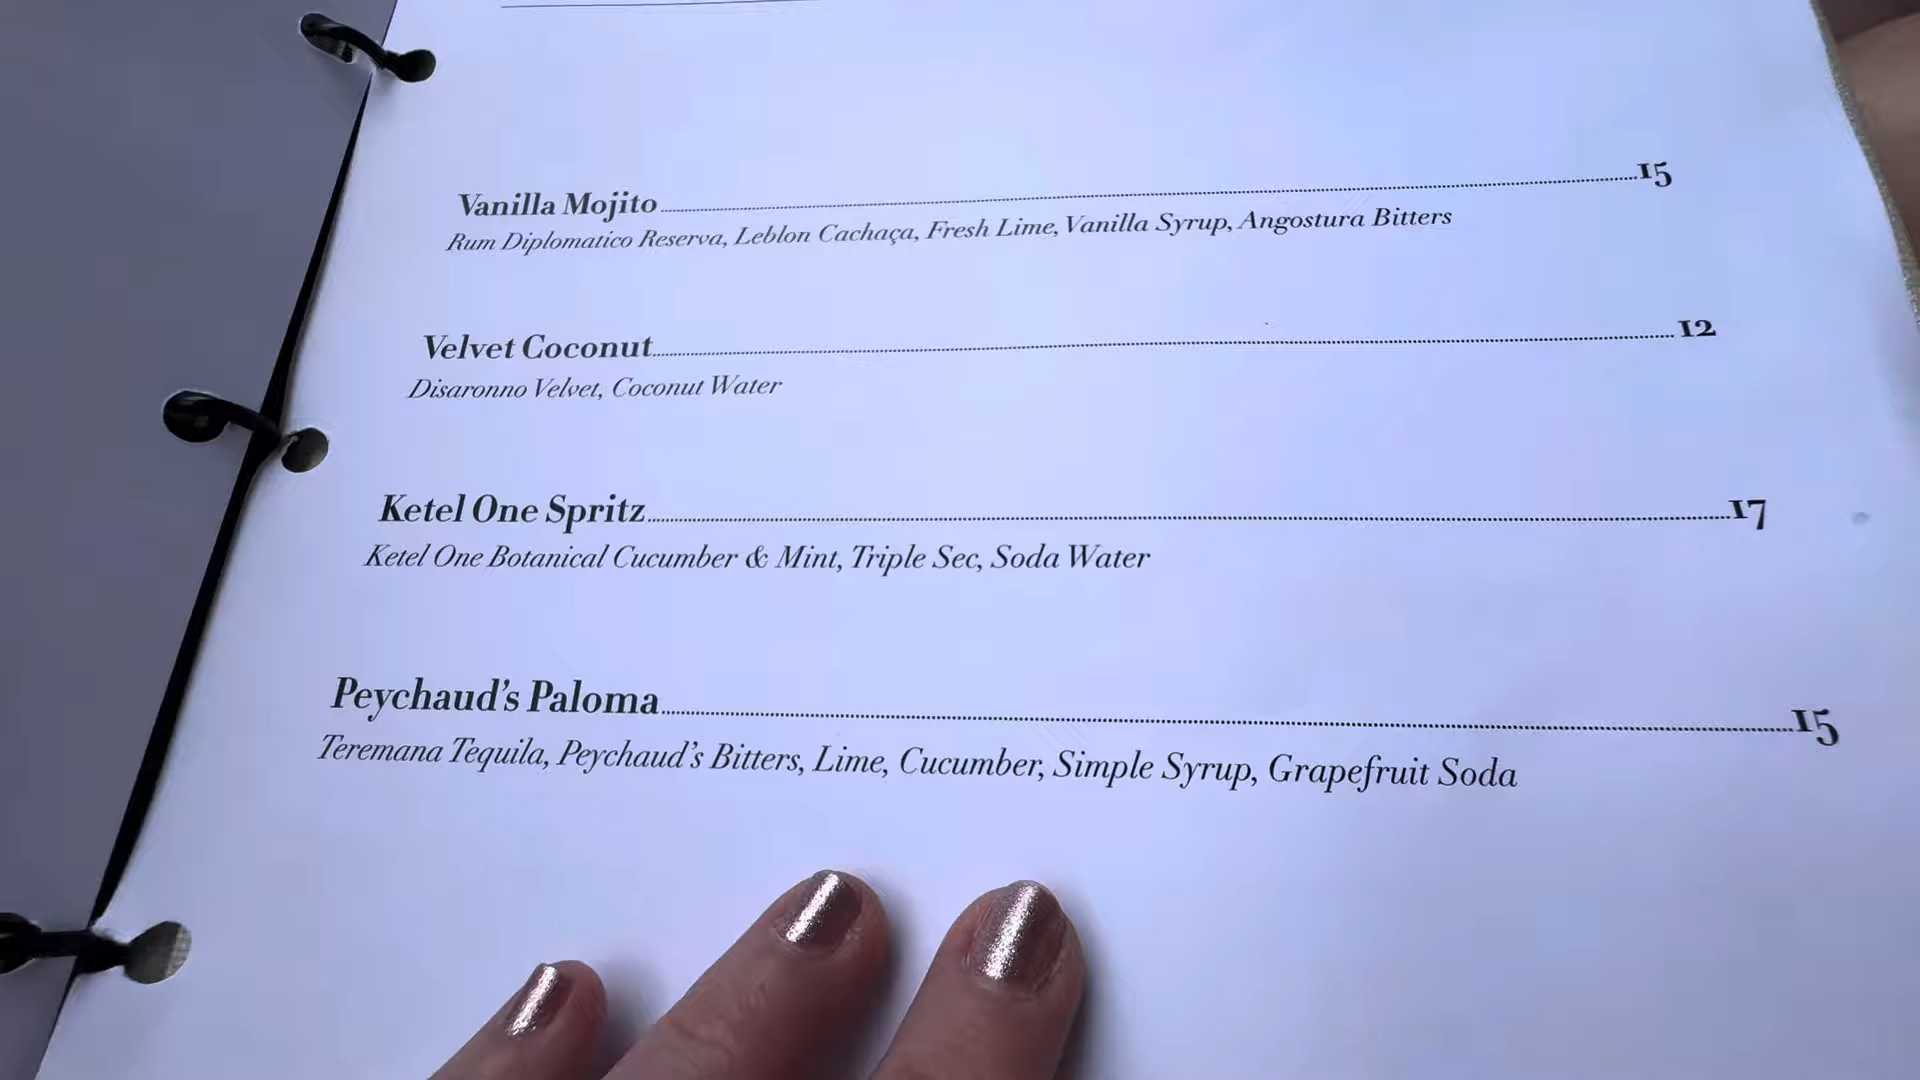 Vanilla Mojito 15
Rum Diplomatico Reserva, Leblon Cachaça, Fresh Lime, Vanilla Syrup, Angostura Bitters
Velvet Coconut 12
Disaronno Velvet, Coconut Water
Ketel One Spritz 17
Ketel One Botanical Cucumber & Mint, Triple Sec, Soda Water
Peychaud’s Paloma 15
Teremana Tequila, Peychaud’s Bitters, Lime, Cucumber, Simple Syrup, Grapefruit Soda